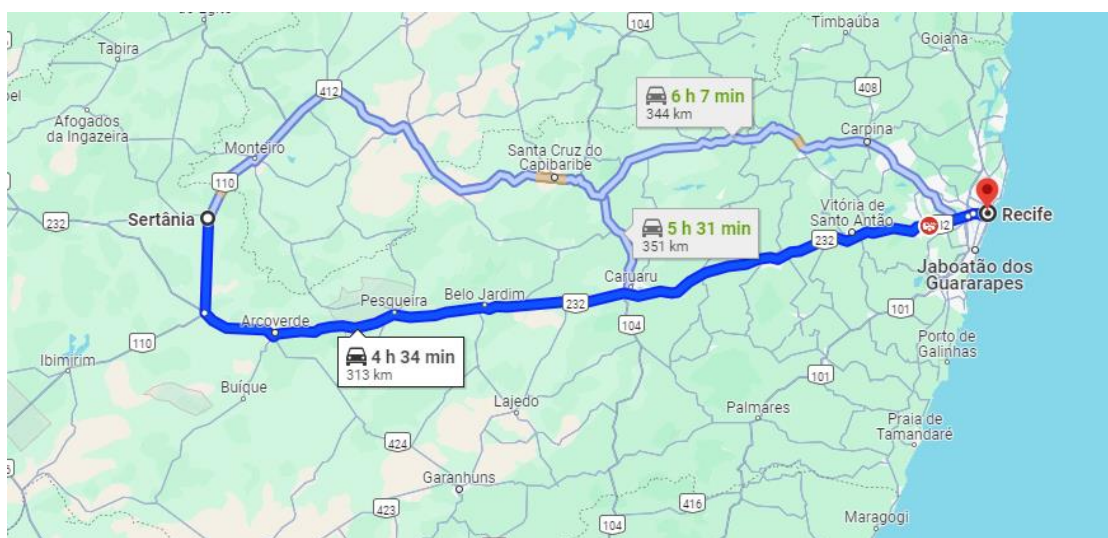 104
Timbaúba
Goiana
Tabira
412
6 h 7 min
344 km
408
Afogados
da Ingazeira
Carpina
Monteiro
Santa Cruz do
Capibaribe
110
Sertânia
232
5 h 31 min
351 km
Vitória de
Santo Antão
232
Recife
Jaboatão dos
Guararapes
Caruaru
Pesqueira
Belo Jardim
232
101
Arcoverde
104
Porto de
Galinhas
110
4 h 34 min
313 km
Ibimirim
101
Buíque
Lajedo
Palmares
Praia de
Tamandaré
424
Garanhuns
423
416
104
Maragogi